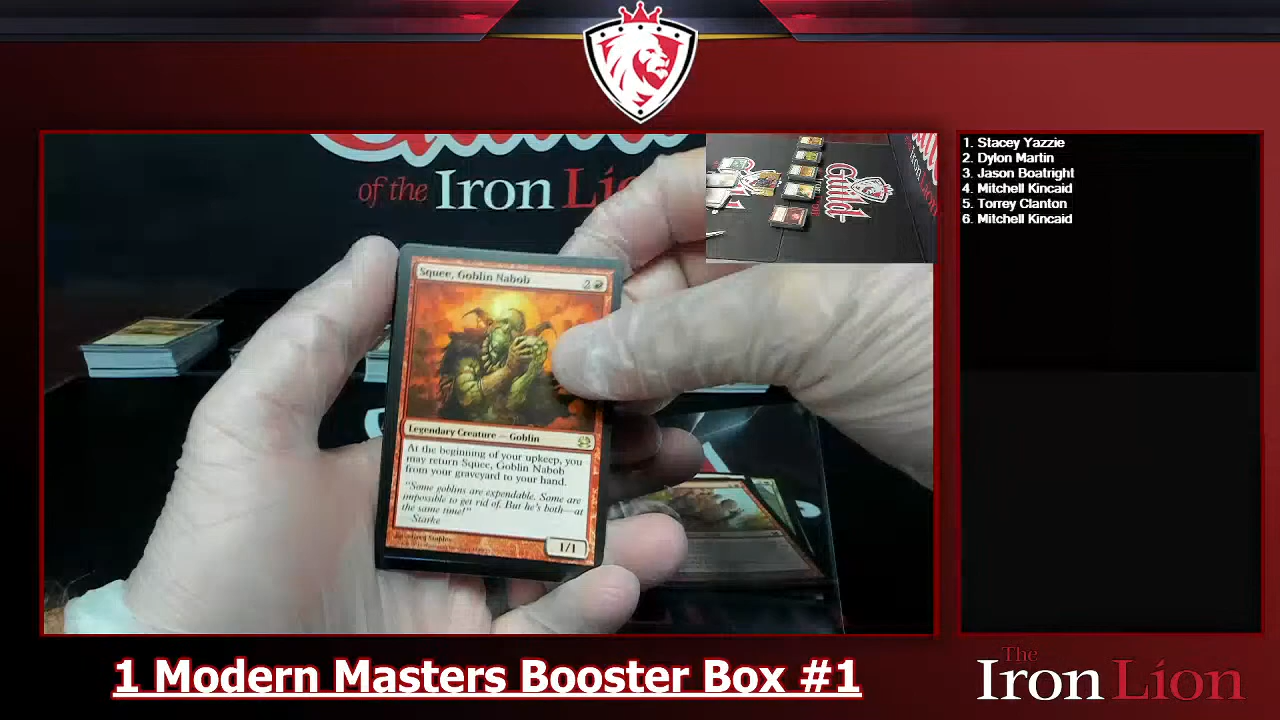 of the Iron Lio
Guild
Squee, Goblin Nabob
2
Legendary Creature — Goblin
At the beginning of your upkeep, you
may return Squee, Goblin Nabob
from your graveyard to your hand.
"Some goblins are expendable. Some are
impossible to get rid of. But he's both—at
the same time!"
-Starke
1/1
1. Stacey Yazzie
2. Dylon Martin
3. Jason Boatright
4. Mitchell Kincaid
5. Torrey Clanton
6. Mitchell Kincaid
1 Modern Masters Booster Box #1
The
Iron Lion